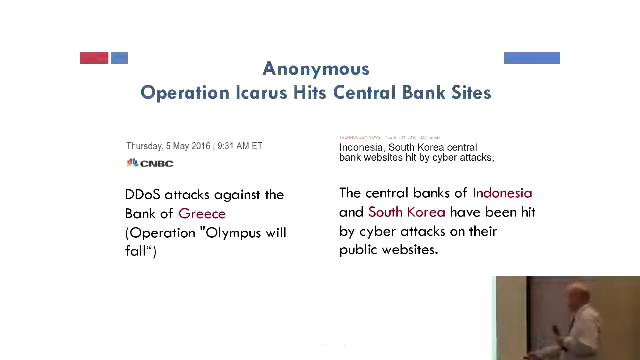 Anonymous
Operation Icarus Hits Central Bank Sites
Thursday, 5 May 2016 | 9:31 AM ET
CNBC
DDoS attacks against the
Bank of Greece
(Operation "Olympus will
fall“)
TECHNOLOGY NEWS
Indonesia, South Korea central
bank websites hit by cyber attacks;
The central banks of Indonesia
and South Korea have been hit
by cyber attacks on their
public websites.